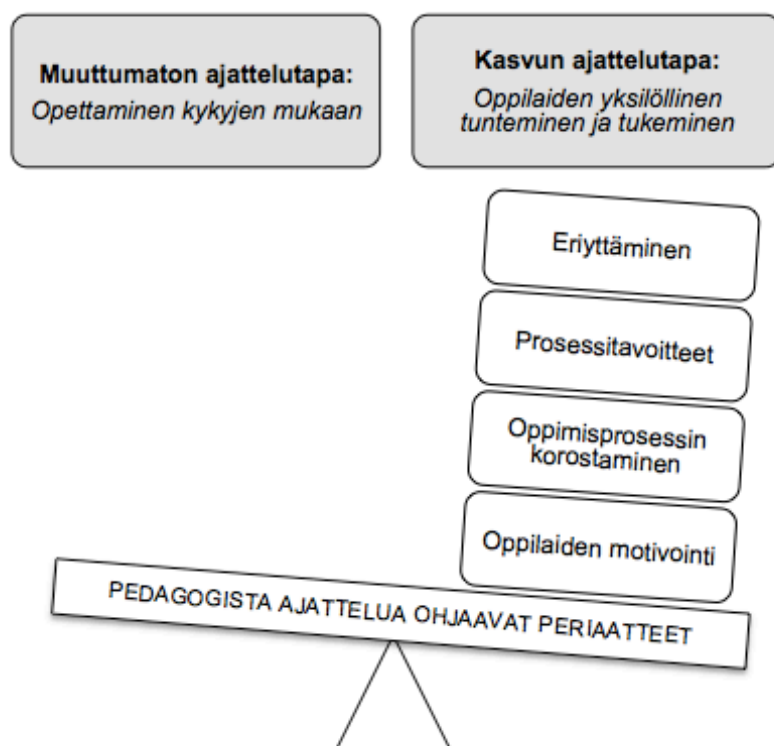 Muuttumaton ajattelutapa:
Opettaminen kykyjen mukaan
Kasvun ajattelutapa:
Oppilaiden yksilöllinen
tunteminen ja tukeminen
Eriyttäminen
Prosessitavoitteet
Oppimisprosessin
korostaminen
Oppilaiden motivointi
PEDAGOGISTA AJATTELUA OHJAAVAT PERIAATTEET